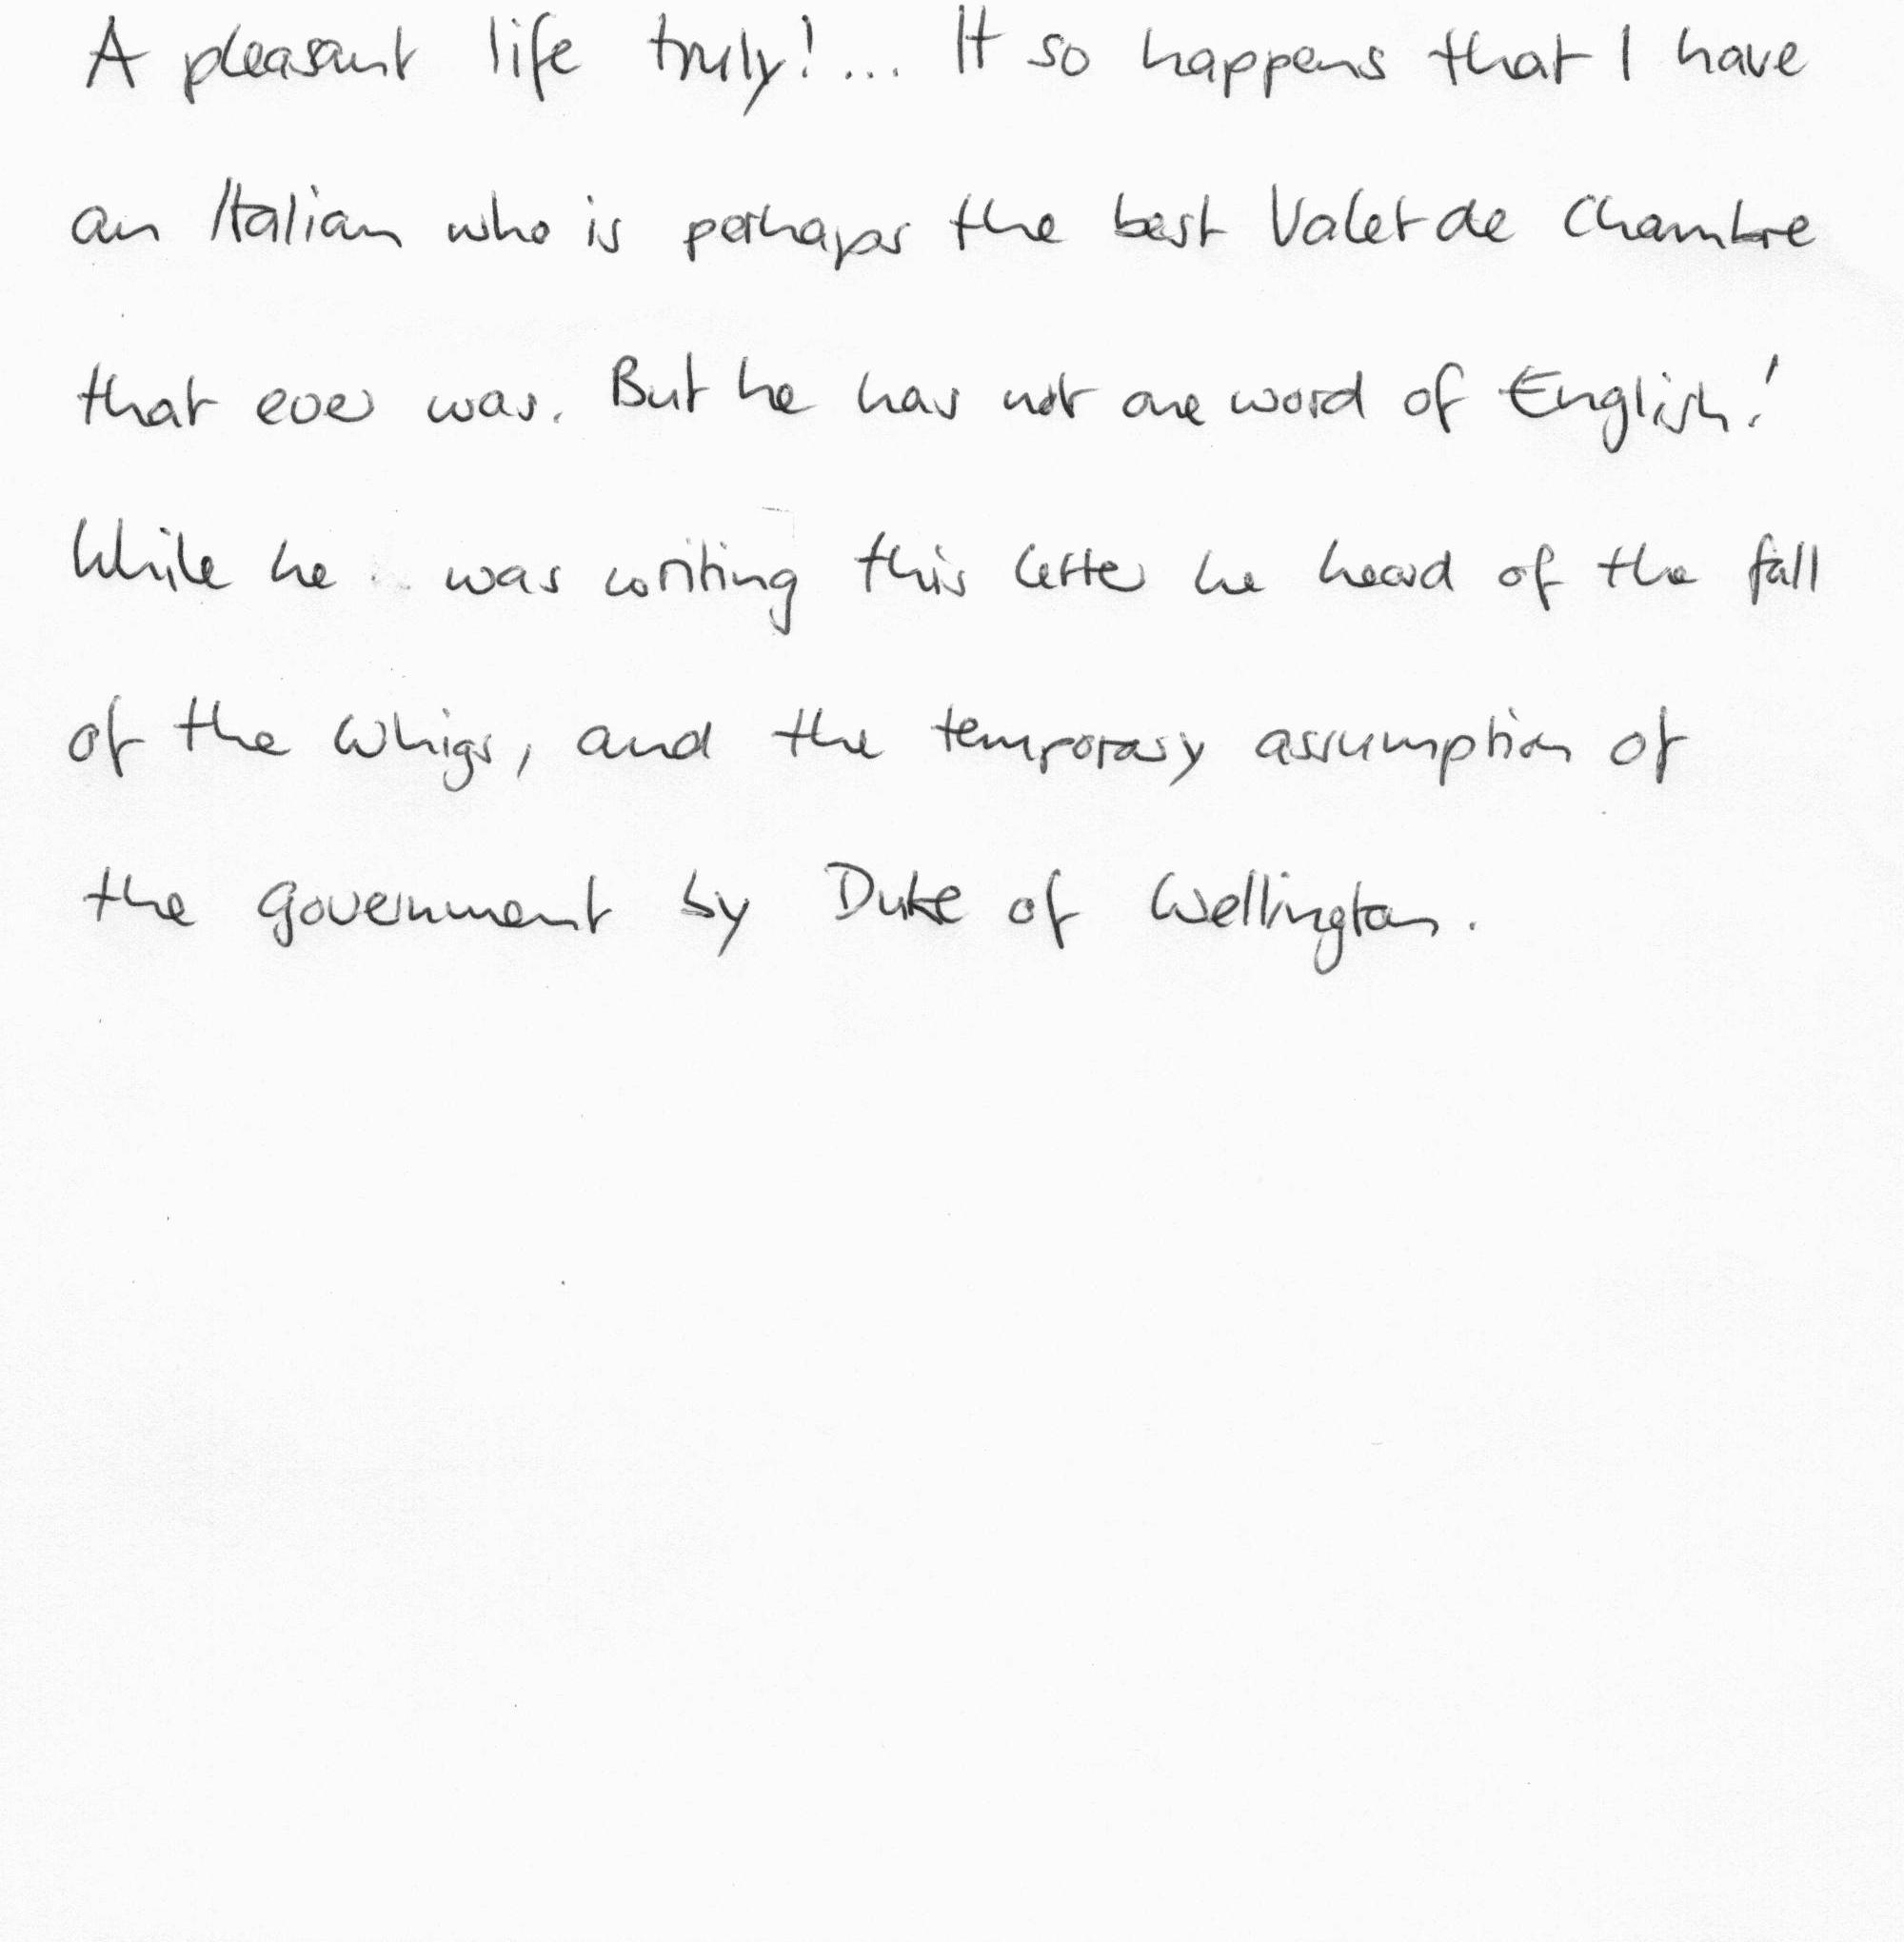 A pleasant life truly!... It so happens that I have
an Italian who is perhaps the best Valet de Chambre
that ever was. But he has not one word of English!
While he was writing this letter he heard of the fall
of the Whigs, and the temporary assumption of
the government by Duke of Wellington.